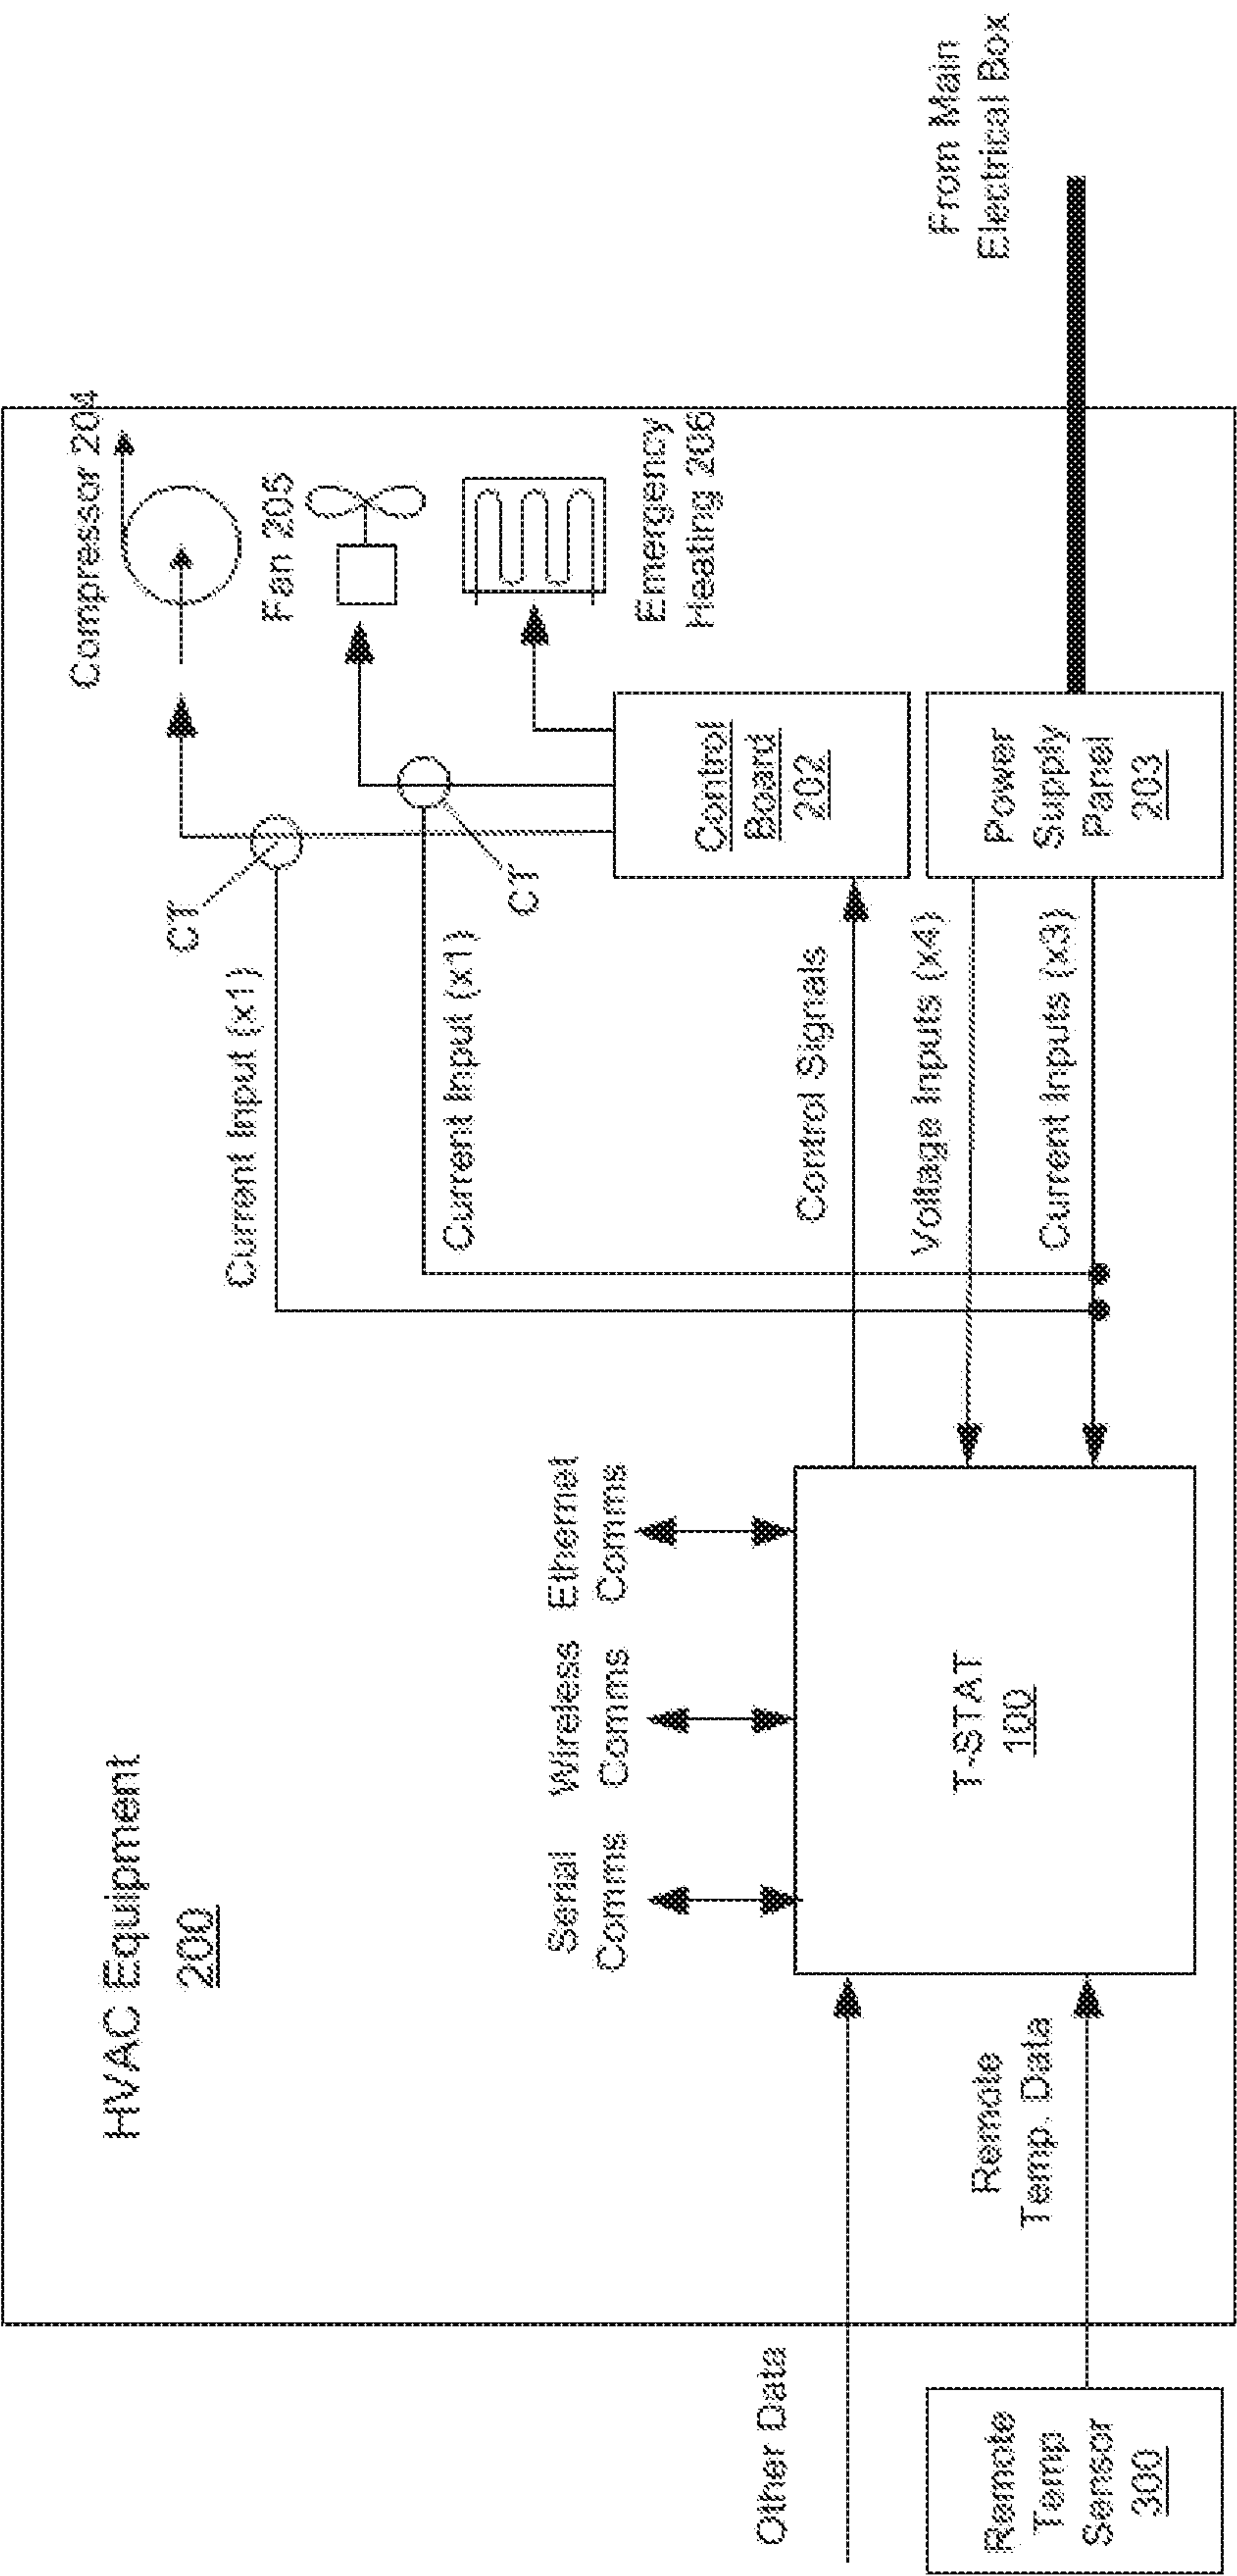 HVAC Equipment
200
Compressor 204
Fan 205
Emergency
Heating 206
CT
CT
Current Input (x1)
Current Input (x1)
Control
Board
202
Power
Supply
Panel
203
From Main
Electrical Box
Control Signals
Voltage Inputs (x4)
Current Inputs (x3)
Serial
Comms
Wireless
Comms
Ethernet
Comms
T-STAT
100
Other Data
Remote
Temp. Data
Remote
Temp
Sensor
300